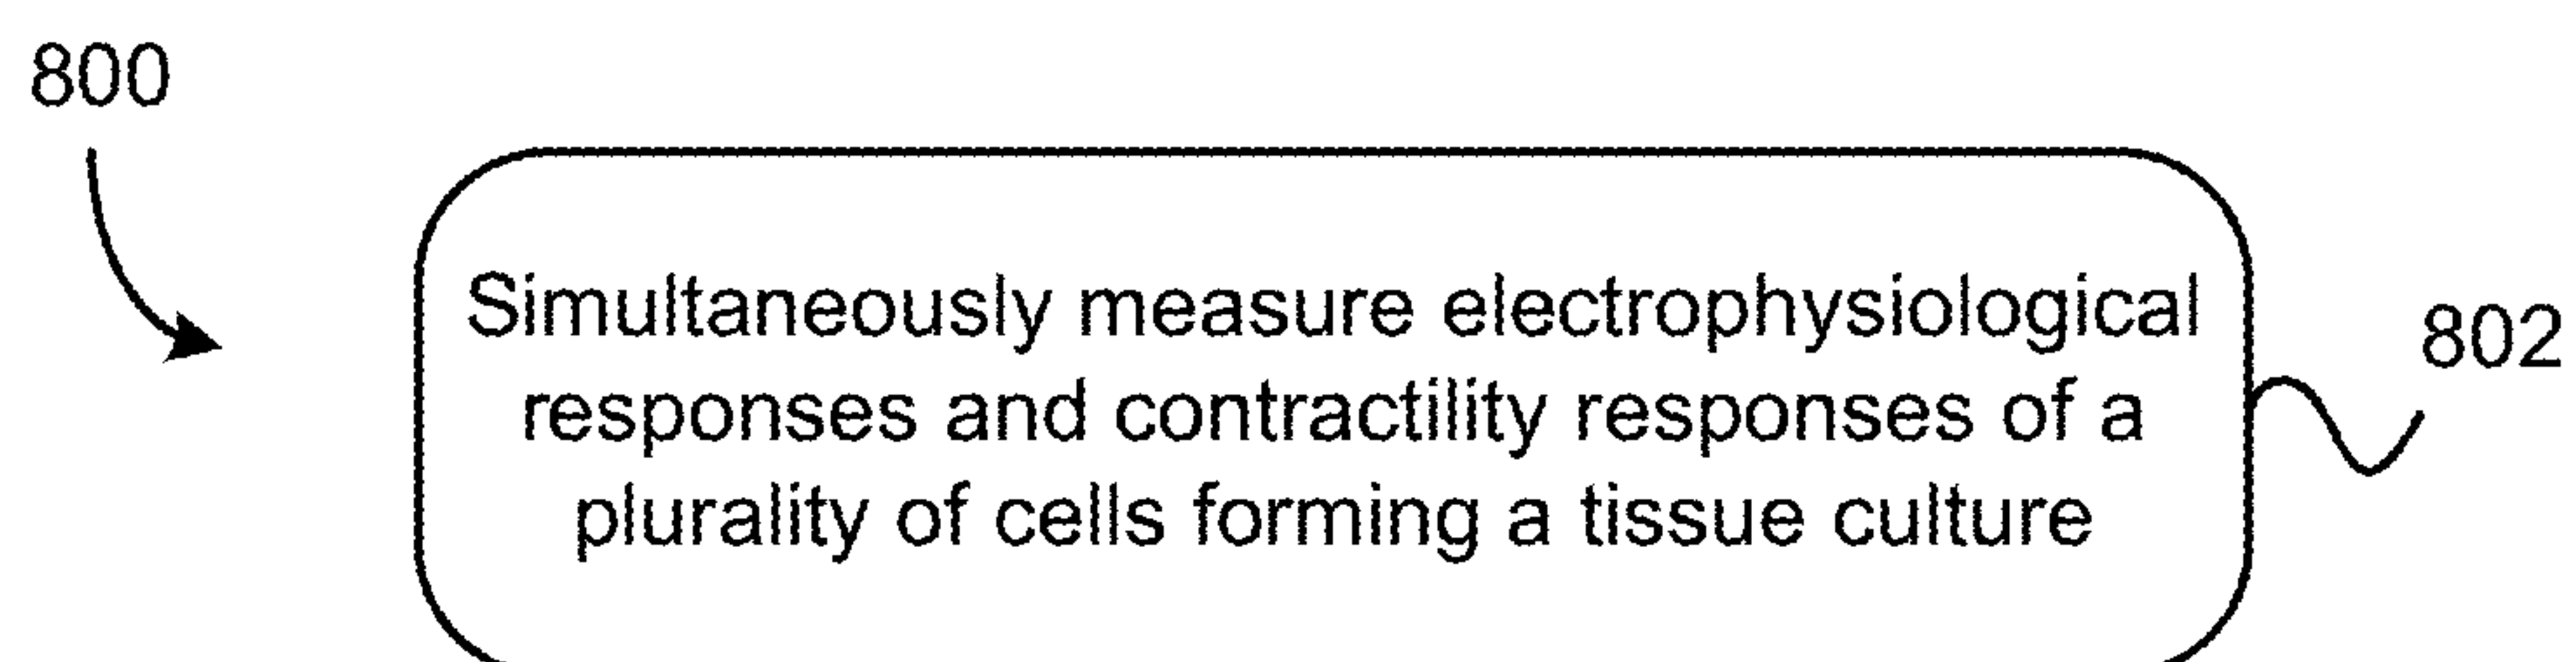 800
Simultaneously measure electrophysiological
responses and contractility responses of a
plurality of cells forming a tissue culture
802